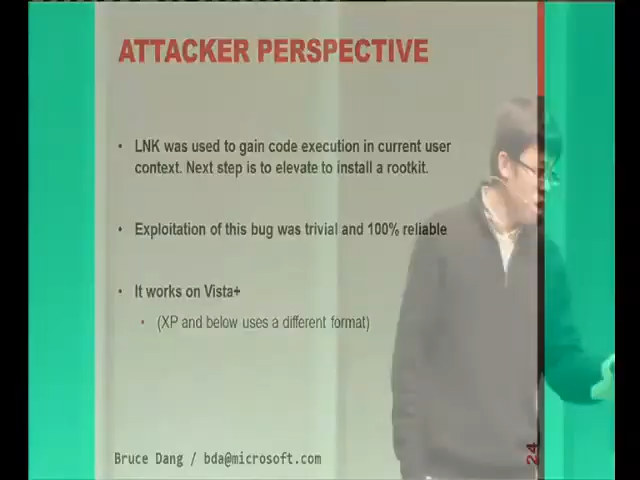 ATTACKER PERSPECTIVE
• LNK was used to gain code execution in current user
context. Next step is to elevate to install a rootkit.
• Exploitation of this bug was trivial and 100% reliable
• It works on Vista+
• (XP and below uses a different format)
Bruce Dang / bda@microsoft.com
24